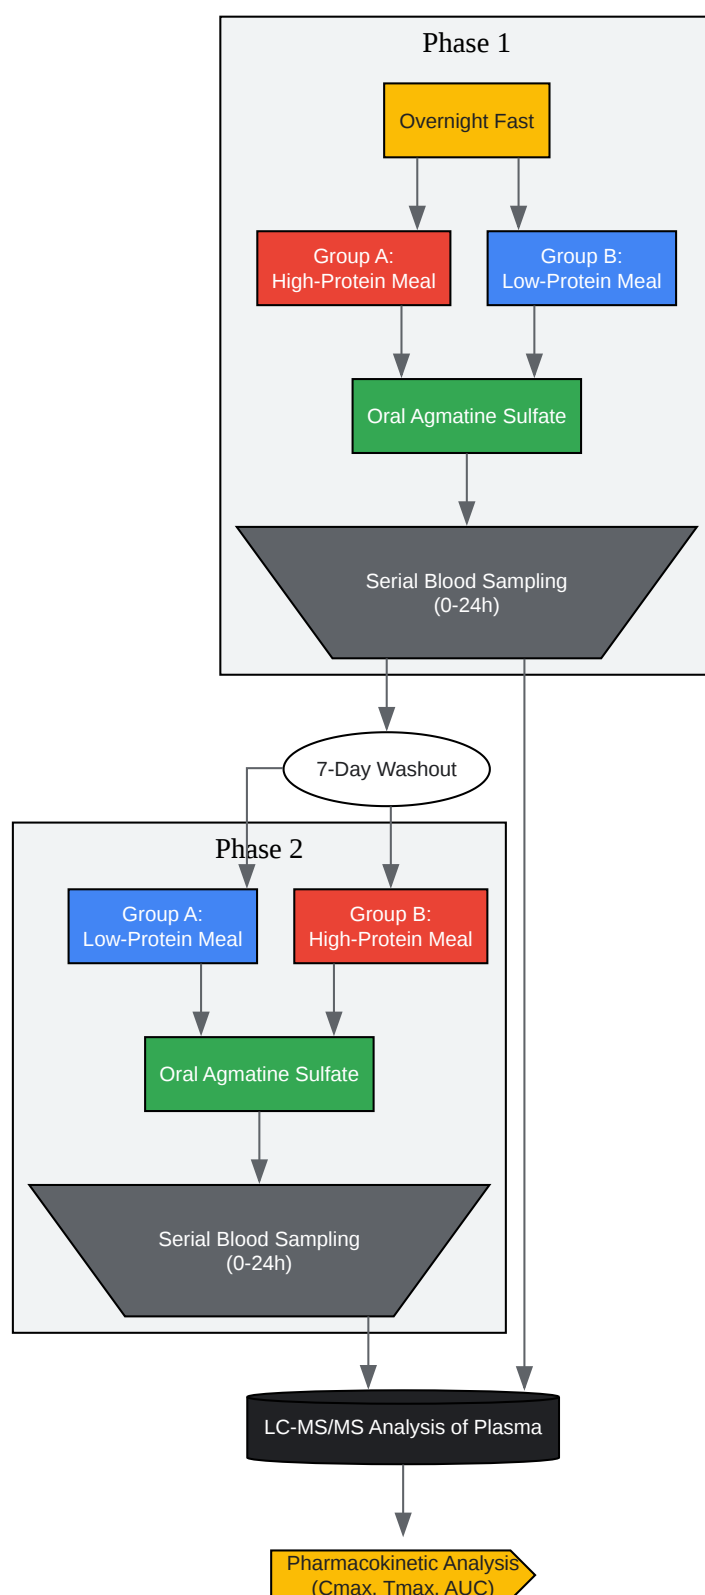 Phase 1
Overnight Fast
Group A:
High-Protein Meal
Group B:
Low-Protein Meal
Oral Agmatine Sulfate
Serial Blood Sampling
(0-24h)
7-Day Washout
Phase 2
Group A:
Low-Protein Meal
Group B:
High-Protein Meal
Oral Agmatine Sulfate
Serial Blood Sampling
(0-24h)
LC-MS/MS Analysis of Plasma
Pharmacokinetic Analysis
(Cmax, Tmax, AUC)